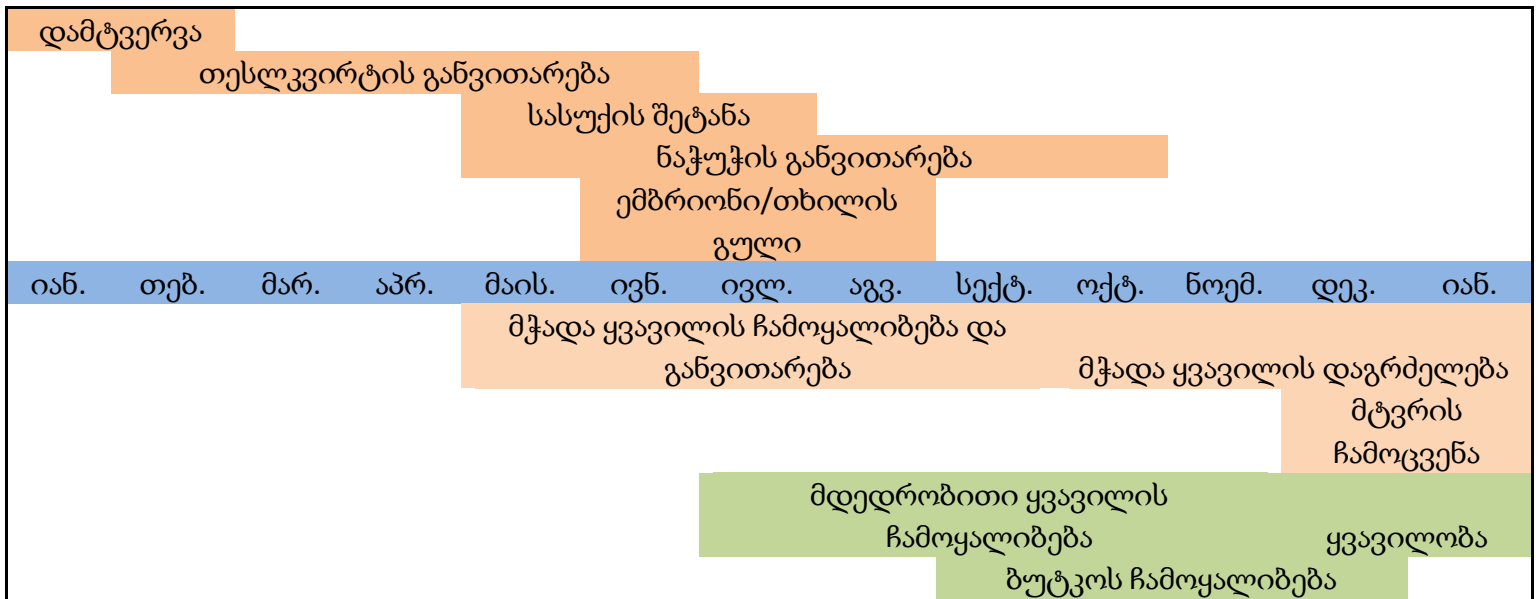 დამტვერვა
თესლკვირტის განვითარება
სასუქის შეტანა
ნაჭუჭის განვითარება
ემბრიონი/თხილის
გული
იან. თებ. მარ. აპრ. მაის. ივნ. ივლ. აგვ. სექტ. ოქტ. ნოემ. დეკ. იან.
მჭადა ყვავილის ჩამოყალიბება და
განვითარება მჭადა ყვავილის დაგრძელება
მტვრის
ჩამოცვენა
მდედრობითი ყვავილის
ჩამოყალიბება ყვავილობა
ბუტკოს ჩამოყალიბება